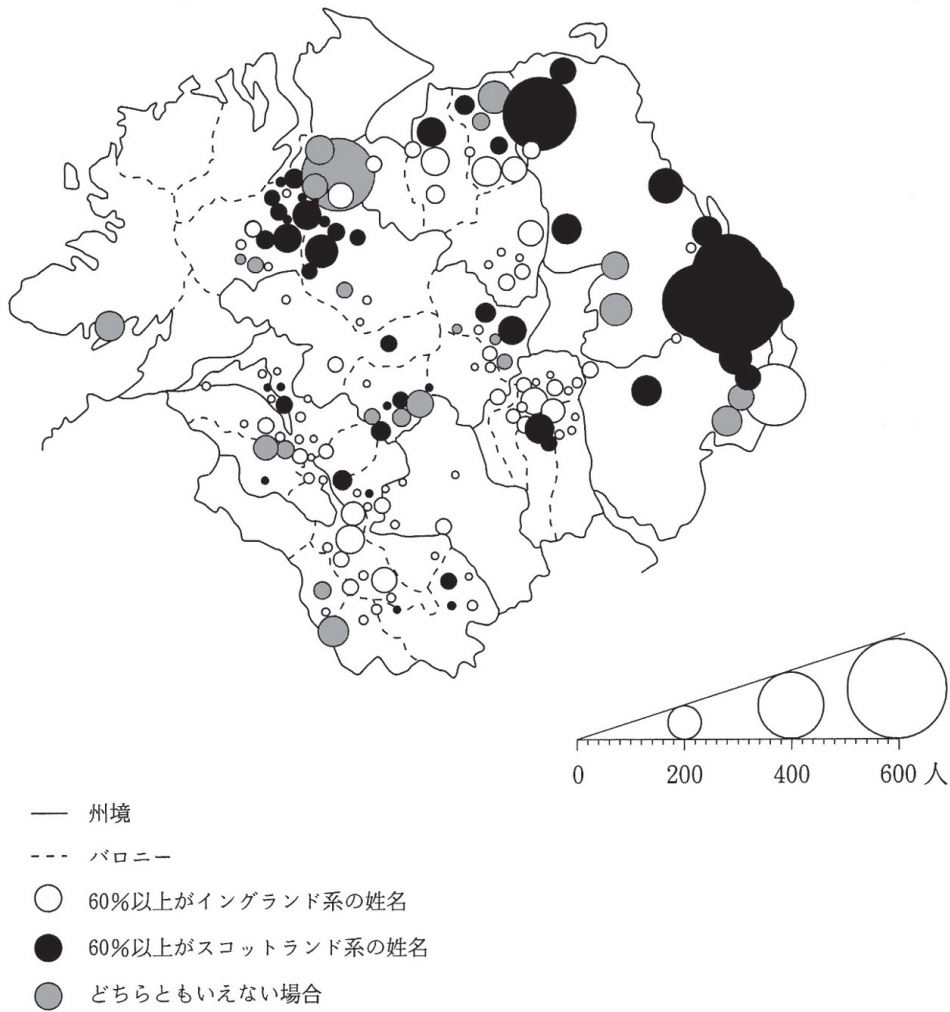 0 200 400 600 人
州境
バロニー
60%以上がイングランド系の姓名
60%以上がスコットランド系の姓名
どちらともいえない場合